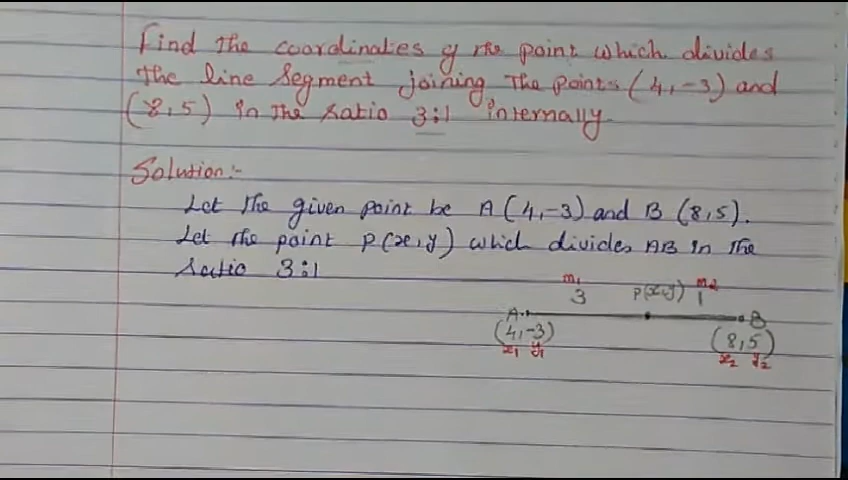 Find the coordinates of the point which divides
the line segment joining the points (4,-3) and
(8,5) in the ratio 3:1 internally.
Solution:-
Let the given point be A(4,-3) and B (8,5).
Let the point P(x,y) which divides AB in the
ratio 3:1
m1 m2
3 P(x,y) 1
A B
(4,-3) (8,5)
x1 y1 x2 y2